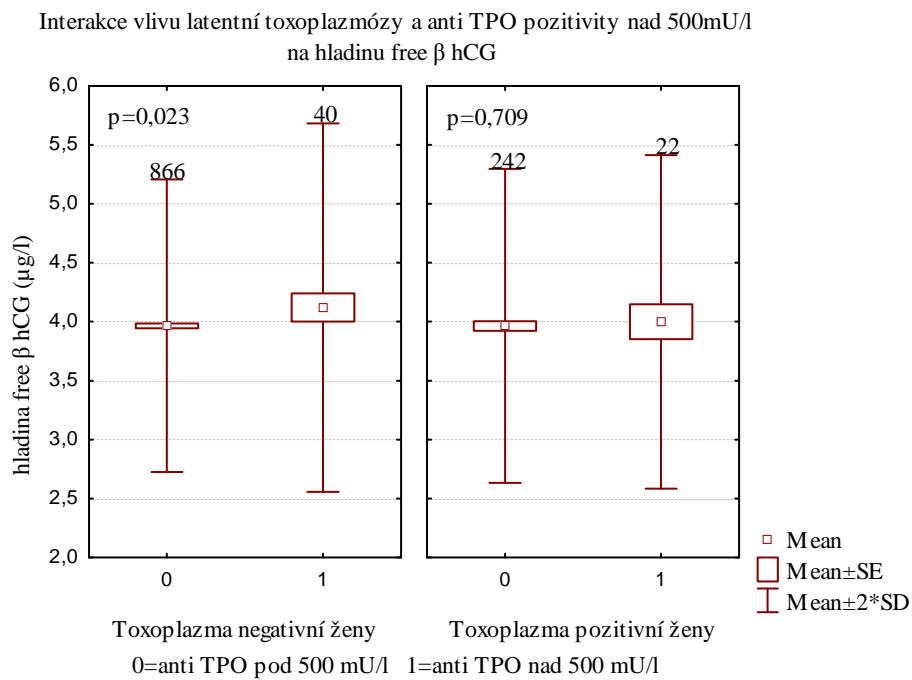 Interakce vlivu latentní toxoplazmózy a anti TPO pozitivity nad 500mU/l
na hladinu free β hCG
hladina free β hCG (µg/l)
6,0
5,5
5,0
4,5
4,0
3,5
3,0
2,5
2,0
p=0,023
866
40
p=0,709
242
22
0
1
0
1
Toxoplazma negativní ženy
Toxoplazma pozitivní ženy
0=anti TPO pod 500 mU/l 1=anti TPO nad 500 mU/l
Mean
Mean±SE
Mean±2*SD